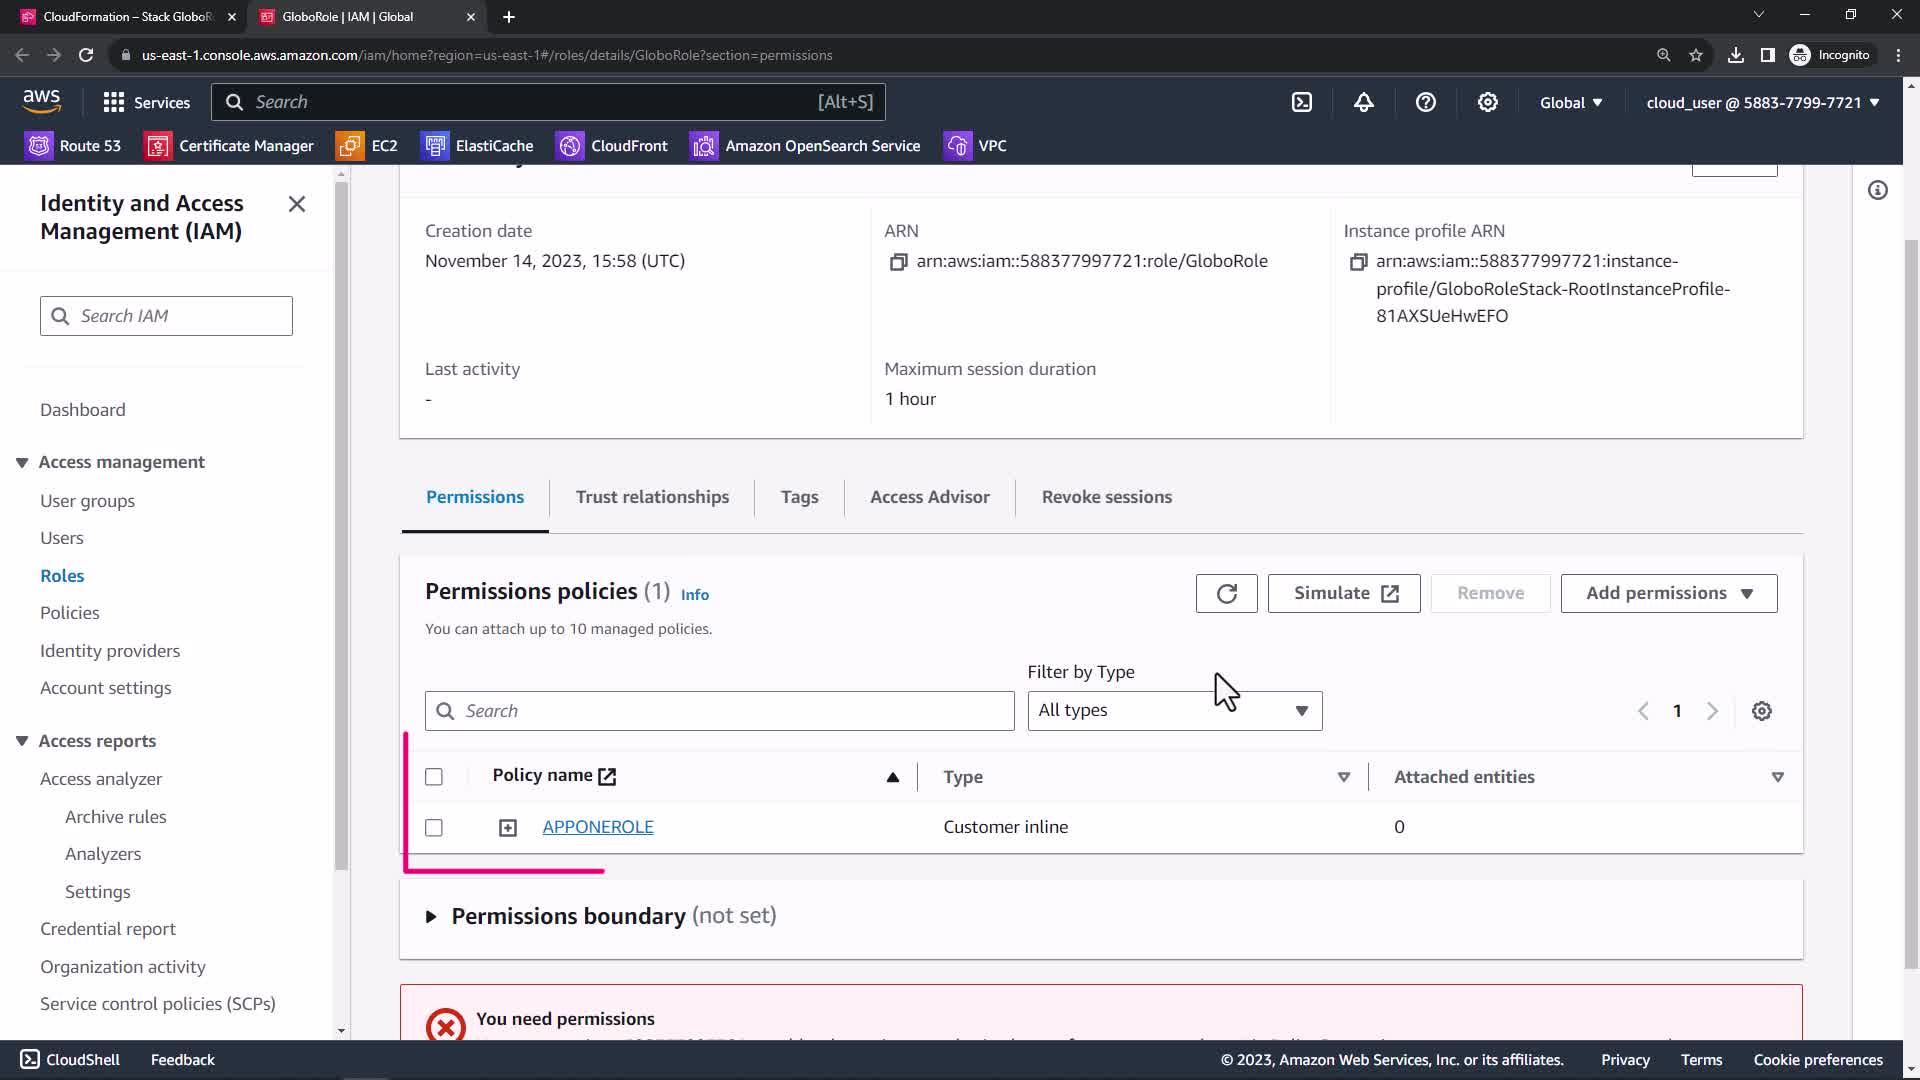 CloudFormation – Stack GloboR
GloboRole | IAM | Global
us-east-1.console.aws.amazon.com/iam/home?region=us-east-1#/roles/details/GloboRole?section=permissions
Incognito
aws
Services
Search
[Alt+S]
Global
cloud_user @ 5883-7799-7721
Route 53
Certificate Manager
EC2
ElastiCache
CloudFront
Amazon OpenSearch Service
VPC
Identity and Access
Management (IAM)
Search IAM
Dashboard
Access management
User groups
Users
Roles
Policies
Identity providers
Account settings
Access reports
Access analyzer
Archive rules
Analyzers
Settings
Credential report
Organization activity
Service control policies (SCPs)
Creation date
November 14, 2023, 15:58 (UTC)
ARN
arn:aws:iam::588377997721:role/GloboRole
Instance profile ARN
arn:aws:iam::588377997721:instance-
profile/GloboRoleStack-RootInstanceProfile-
81AXSUeHwEFO
Last activity
-
Maximum session duration
1 hour
Permissions
Trust relationships
Tags
Access Advisor
Revoke sessions
Permissions policies (1) Info
You can attach up to 10 managed policies.
Simulate
Remove
Add permissions
Filter by Type
Search
All types
1
Policy name
Type
Attached entities
APPONEROLE
Customer inline
0
Permissions boundary (not set)
You need permissions
CloudShell
Feedback
© 2023, Amazon Web Services, Inc. or its affiliates.
Privacy
Terms
Cookie preferences